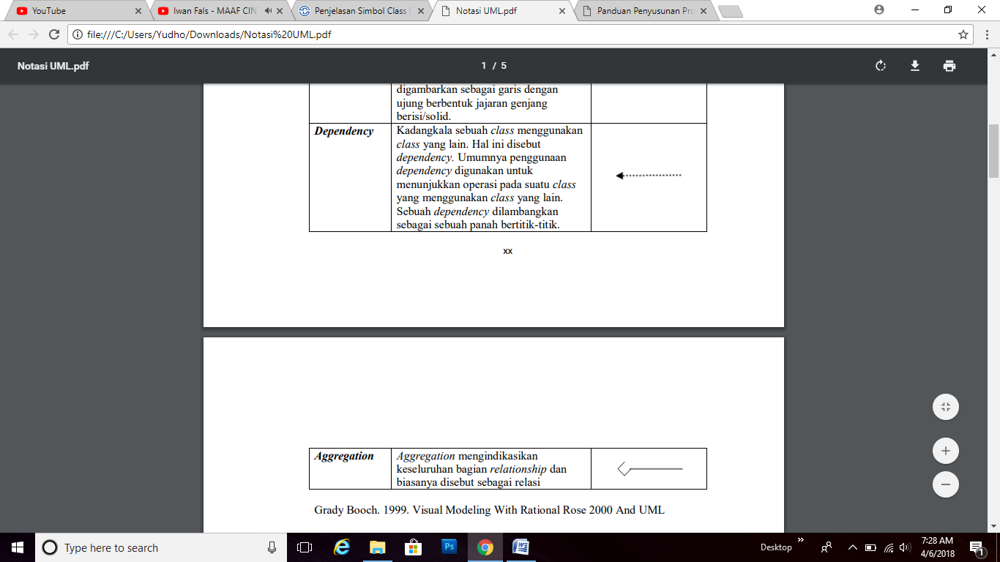 YouTube
Iwan Fals - MAAF CIN
Penjelasan Simbol Class
Notasi UML.pdf
Panduan Penyusunan Pro
file:///C:/Users/Yudho/Downloads/Notasi%20UML.pdf
Notasi UML.pdf
1 / 5
digambarkan sebagai garis dengan
ujung berbentuk jajaran genjang
berisi/solid.
Dependency
Kadangkala sebuah class menggunakan
class yang lain. Hal ini disebut
dependency. Umumnya penggunaan
dependency digunakan untuk
menunjukkan operasi pada suatu class
yang menggunakan class yang lain.
Sebuah dependency dilambangkan
sebagai sebuah panah bertitik-titik.
xx
Aggregation
Aggregation mengindikasikan
keseluruhan bagian relationship dan
biasanya disebut sebagai relasi
Grady Booch. 1999. Visual Modeling With Rational Rose 2000 And UML
Type here to search
Ps
Desktop
7:28 AM
4/6/2018
1